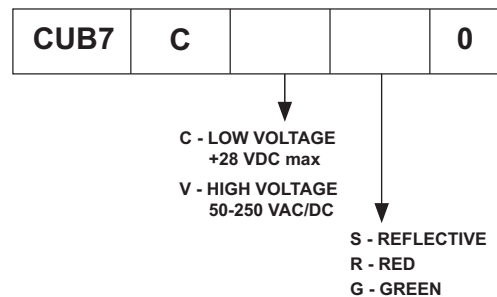 CUB7 C 0
C - LOW VOLTAGE
+28 VDC max
V - HIGH VOLTAGE
50-250 VAC/DC
S - REFLECTIVE
R - RED
G - GREEN